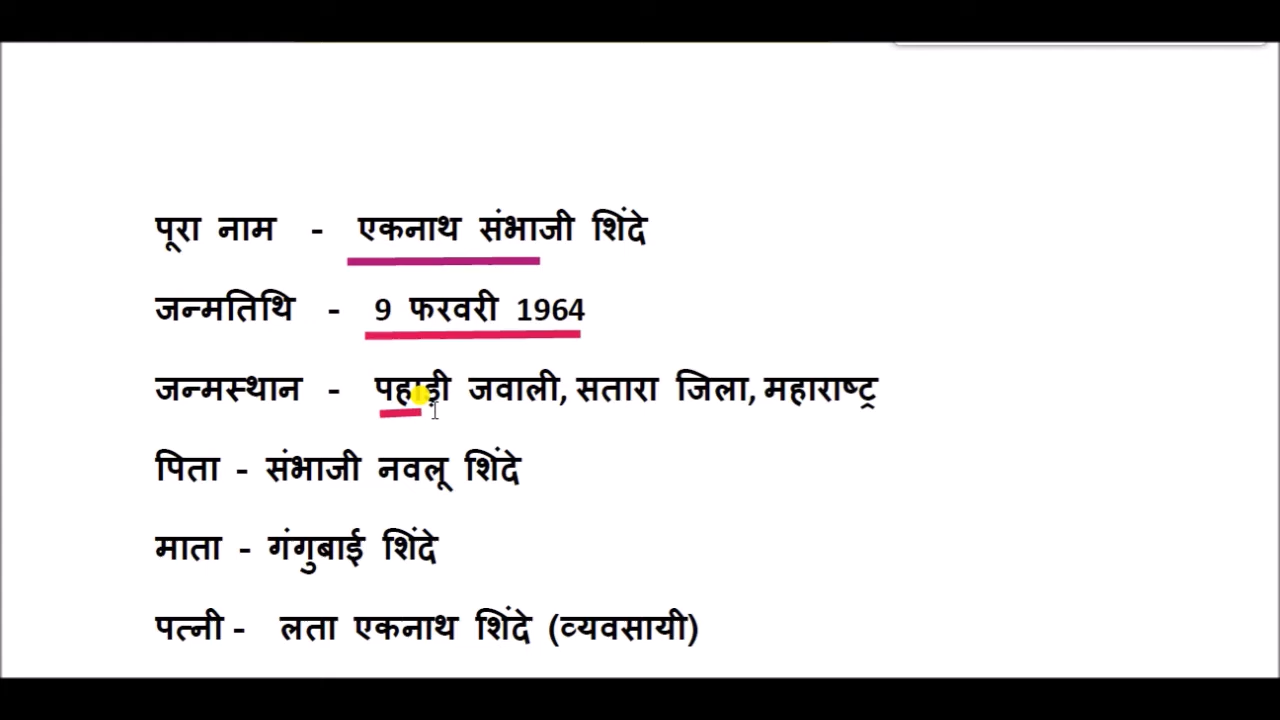 पूरा नाम - एकनाथ संभाजी शिंदे
जन्मतिथि - 9 फरवरी 1964
जन्मस्थान - पहाड़ी जवाली, सतारा जिला, महाराष्ट्र
पिता - संभाजी नवलू शिंदे
माता - गंगुबाई शिंदे
पत्नी - लता एकनाथ शिंदे (व्यवसायी)